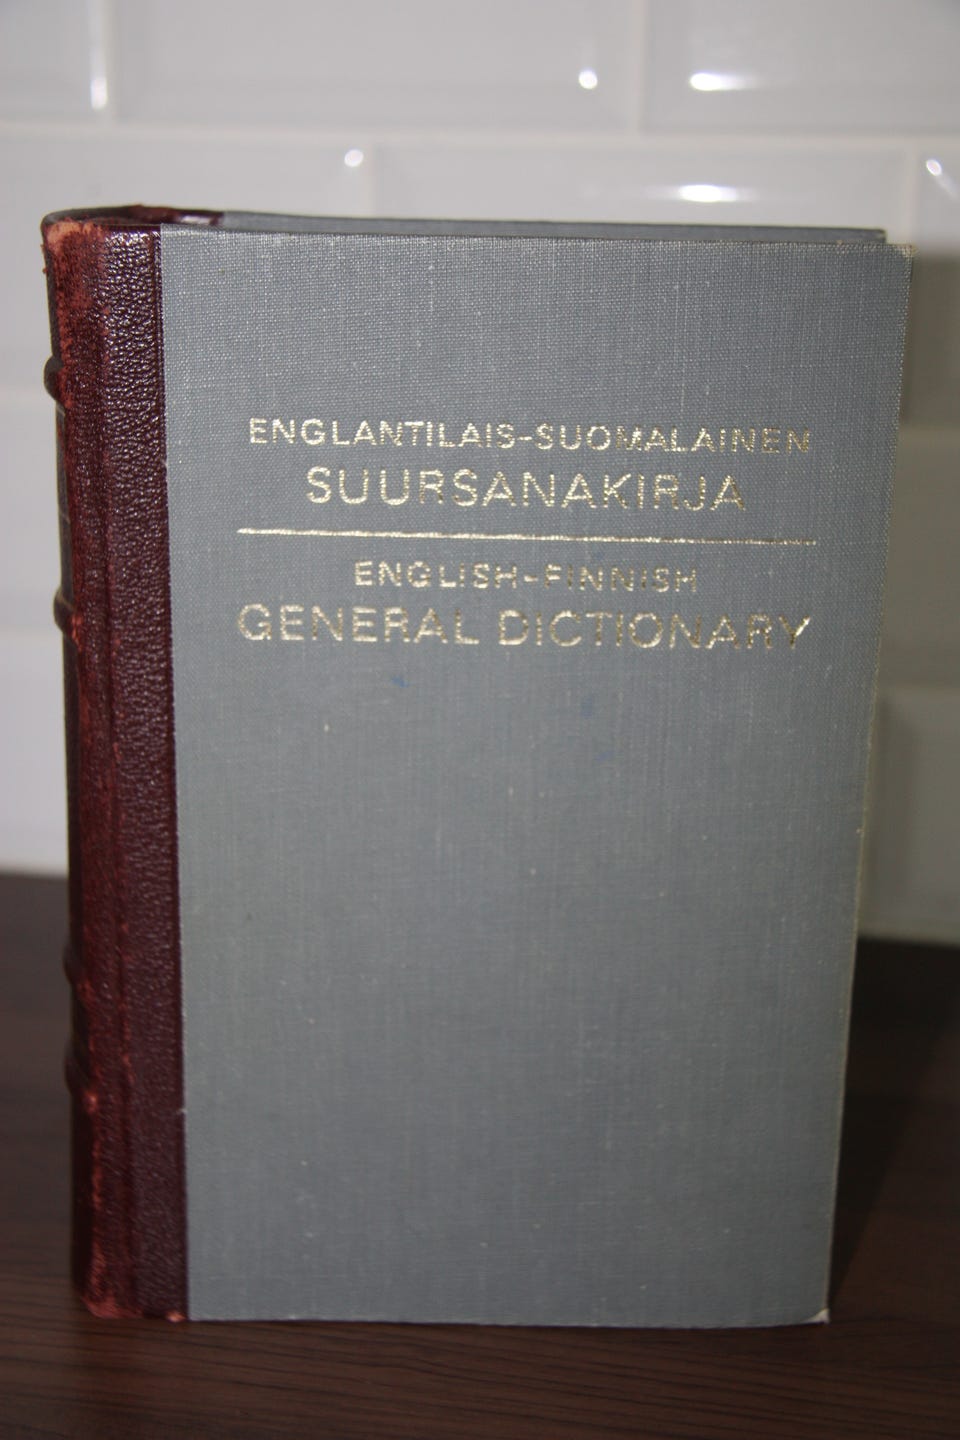 ENGLANTILAIS-SUOMALAINEN
SUURSANAKIRJA
ENGLISH-FINNISH
GENERAL DICTIONARY